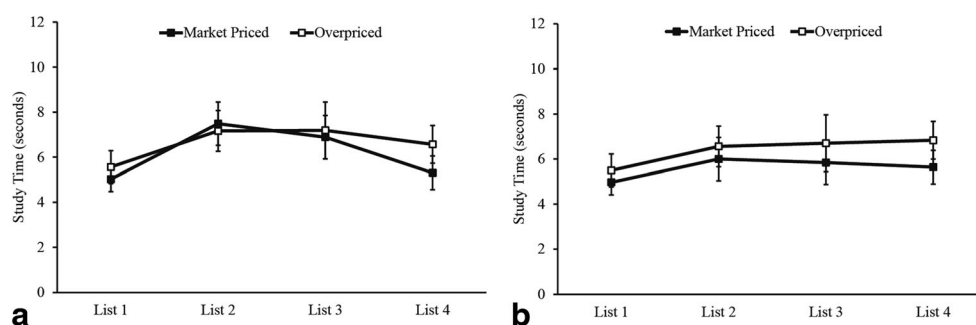 12
10
8
6
4
2
0
Study Time (seconds)
Market Priced
Overpriced
List 1
List 2
List 3
List 4
a
12
10
8
6
4
2
0
Study Time (seconds)
Market Priced
Overpriced
List 1
List 2
List 3
List 4
b